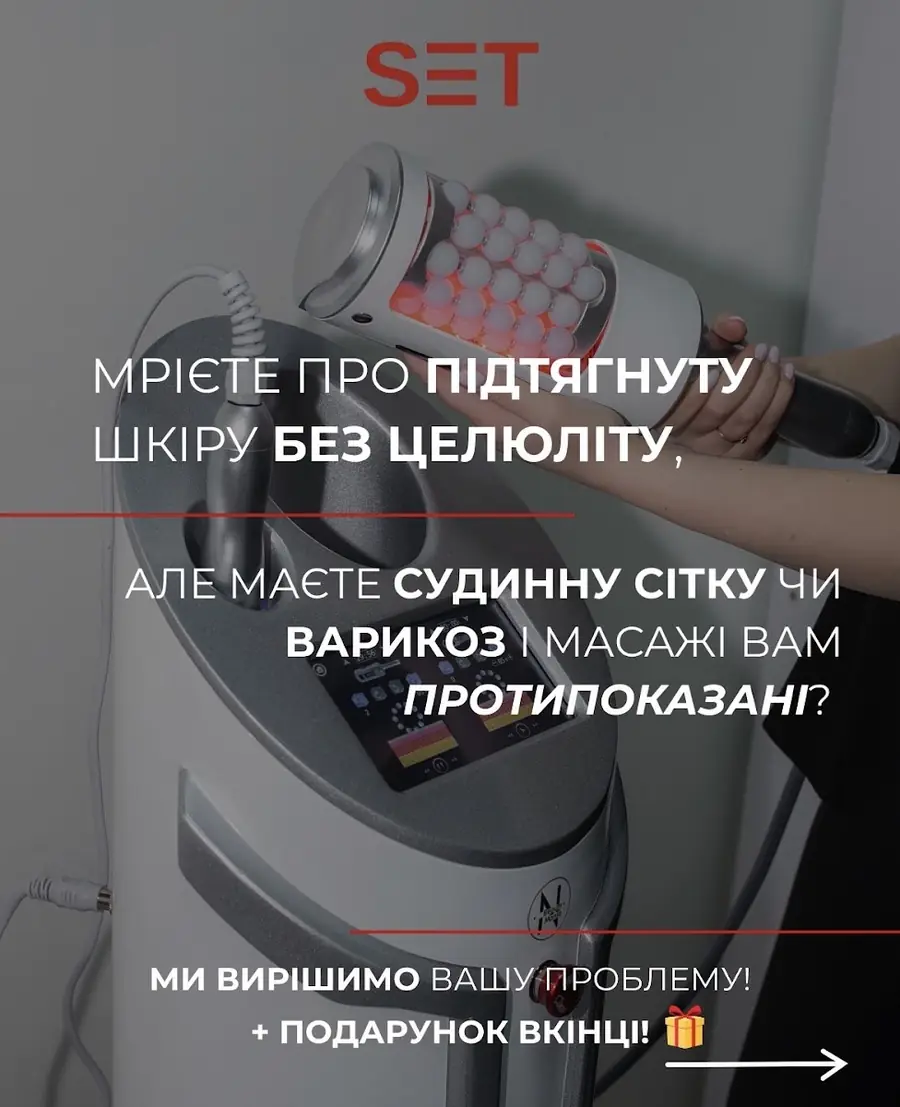 SET
МРІЄТЕ ПРО ПІДТЯГНУТУ
ШКІРУ БЕЗ ЦЕЛЮЛІТУ,
АЛЕ МАЄТЕ СУДИННУ СІТКУ ЧИ
ВАРИКОЗ І МАСАЖІ ВАМ
ПРОТИПОКАЗАНІ?
МИ ВИРІШИМО ВАШУ ПРОБЛЕМУ!
+ ПОДАРУНОК ВКІНЦІ! 🎁